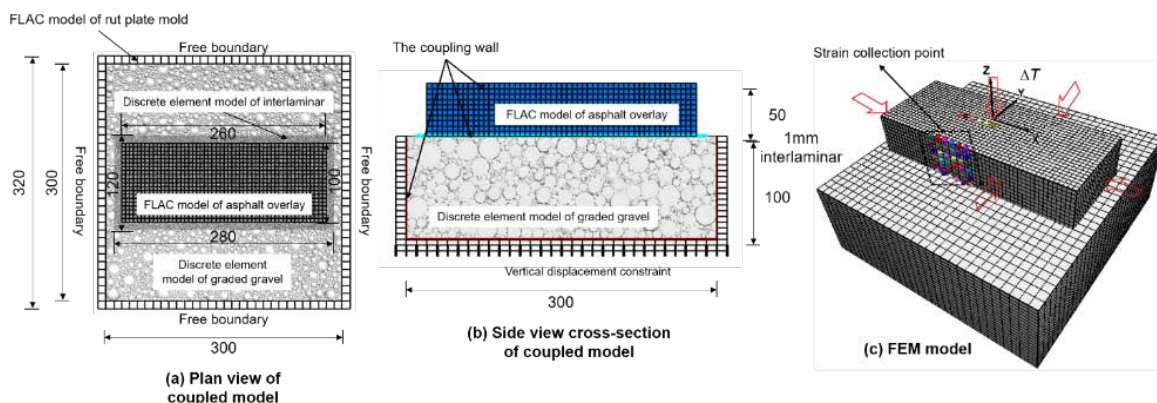 FLAC model of rut plate mold
Free boundary
Discrete element model of interlaminar
260
Free boundary
320
300
120
100
FLAC model of asphalt overlay
280
Discrete element
model of graded gravel
Free boundary
Free boundary
300
(a) Plan view of
coupled model
The coupling wall
FLAC model of asphalt overlay
50
1mm
interlaminar
100
Discrete element model of graded gravel
Vertical displacement constraint
300
(b) Side view cross-section
of coupled model
Strain collection point
Z
ΔT
(c) FEM model